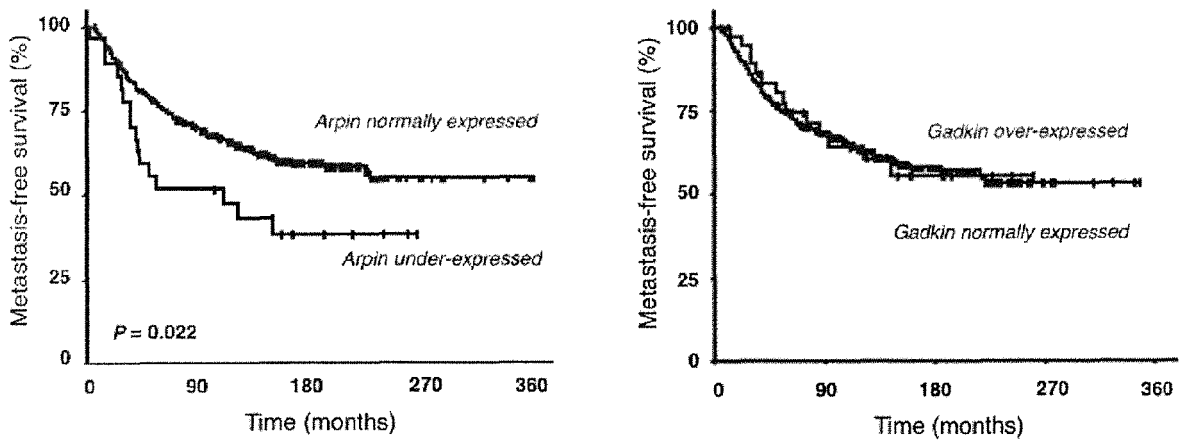 Metastasis-free survival (%)
100
75
50
25
0
Arpin normally expressed
Arpin under-expressed
P = 0.022
0 90 180 270 360
Time (months)
Metastasis-free survival (%)
100
75
50
25
0
Gadkin over-expressed
Gadkin normally expressed
0 90 180 270 360
Time (months)